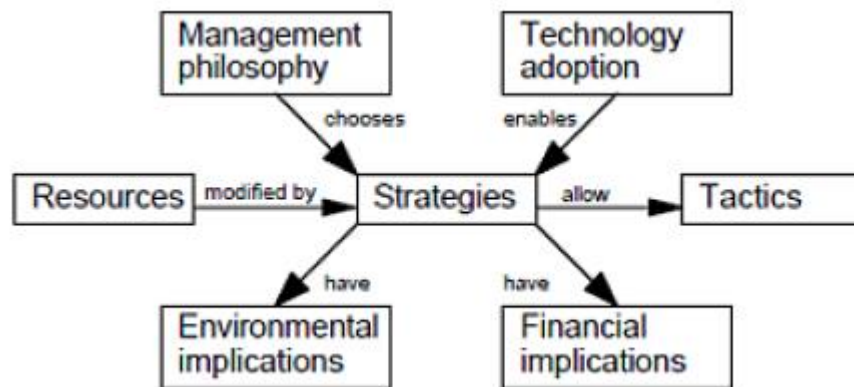 Management
philosophy
Technology
adoption
chooses
enables
Resources
modified by
Strategies
allow
Tactics
have
have
Environmental
implications
Financial
implications